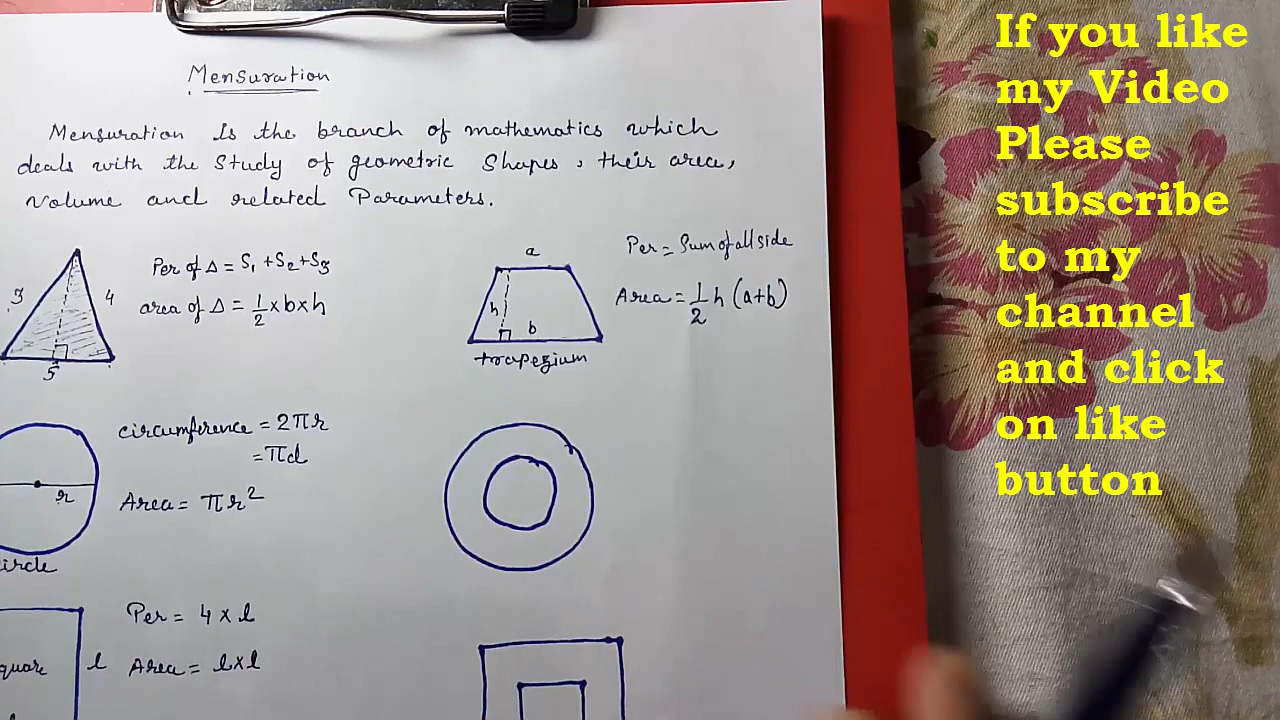 Mensuration
Mensuration Is the branch of mathematics which
deals with the Study of geometric Shapes, their area,
Volume and related Parameters.
Per of Δ = S₁ + S₂ + S₃
area of Δ = 1/2 × b × h
3
4
5
a
h
b
trapezium
Per = Sum of all side
Area = 1/2 h (a+b)
circumference = 2πr
= πd
Area = πr²
r
ircle
Per = 4 × l
Area = l × l
quare
l
If you like
my Video
Please
subscribe
to my
channel
and click
on like
button